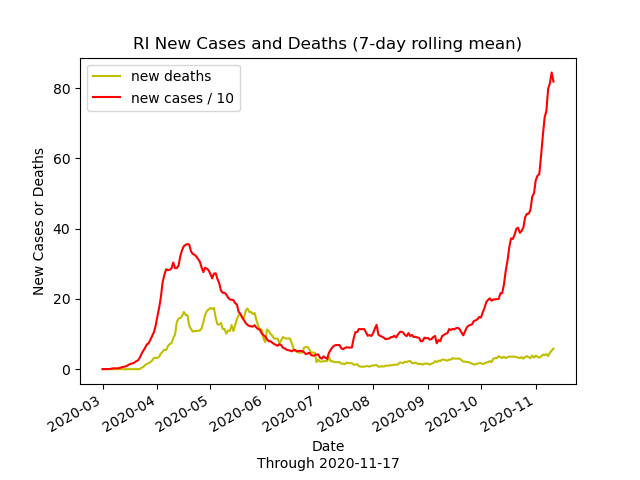 RI New Cases and Deaths (7-day rolling mean)
new deaths
new cases / 10
New Cases or Deaths
80
60
40
20
0
2020-03
2020-04
2020-05
2020-06
2020-07
2020-08
2020-09
2020-10
2020-11
Date
Through 2020-11-17